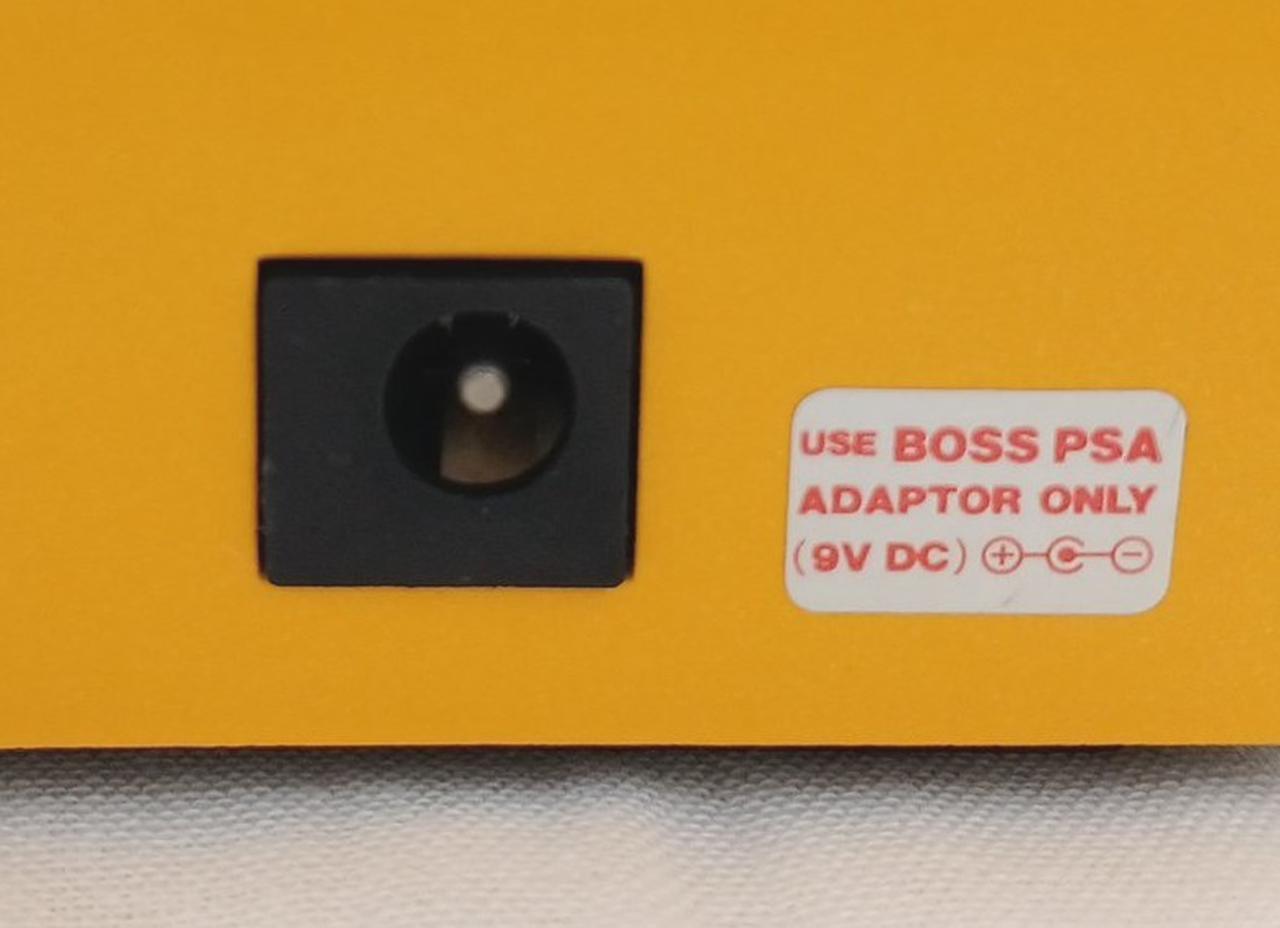 USE BOSS PSA
ADAPTOR ONLY
(9V DC) +-